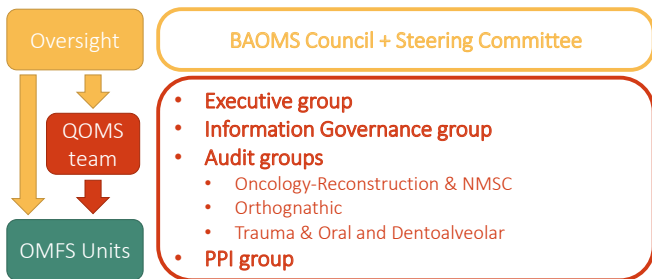 Oversight
BAOMS Council + Steering Committee
QOMS
team
OMFS Units
• Executive group
• Information Governance group
• Audit groups
• Oncology-Reconstruction & NMSC
• Orthognathic
• Trauma & Oral and Dentoalveolar
• PPI group